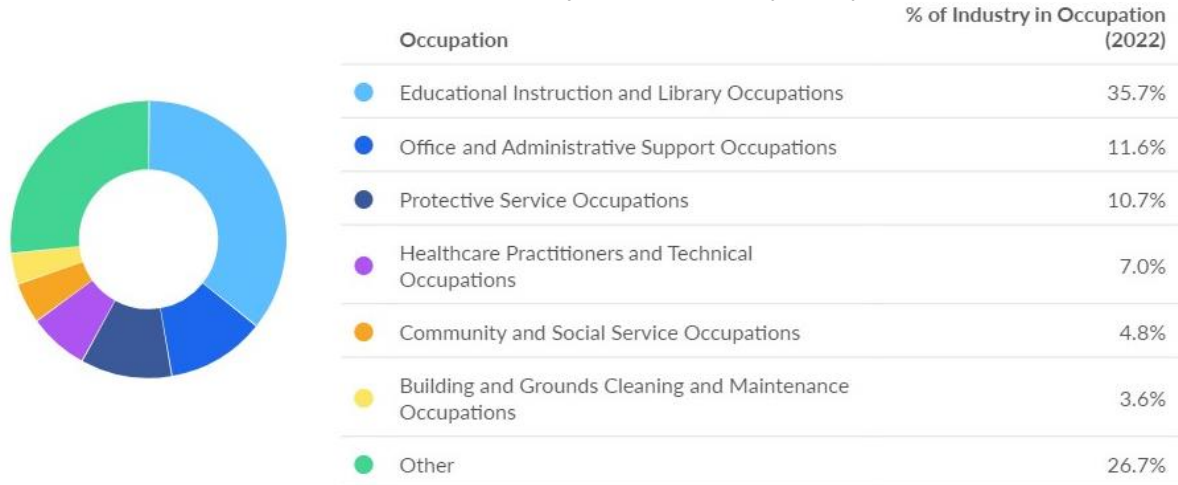 % of Industry in Occupation
Occupation (2022)
Educational Instruction and Library Occupations 35.7%
Office and Administrative Support Occupations 11.6%
Protective Service Occupations 10.7%
Healthcare Practitioners and Technical
Occupations 7.0%
Community and Social Service Occupations 4.8%
Building and Grounds Cleaning and Maintenance
Occupations 3.6%
Other 26.7%